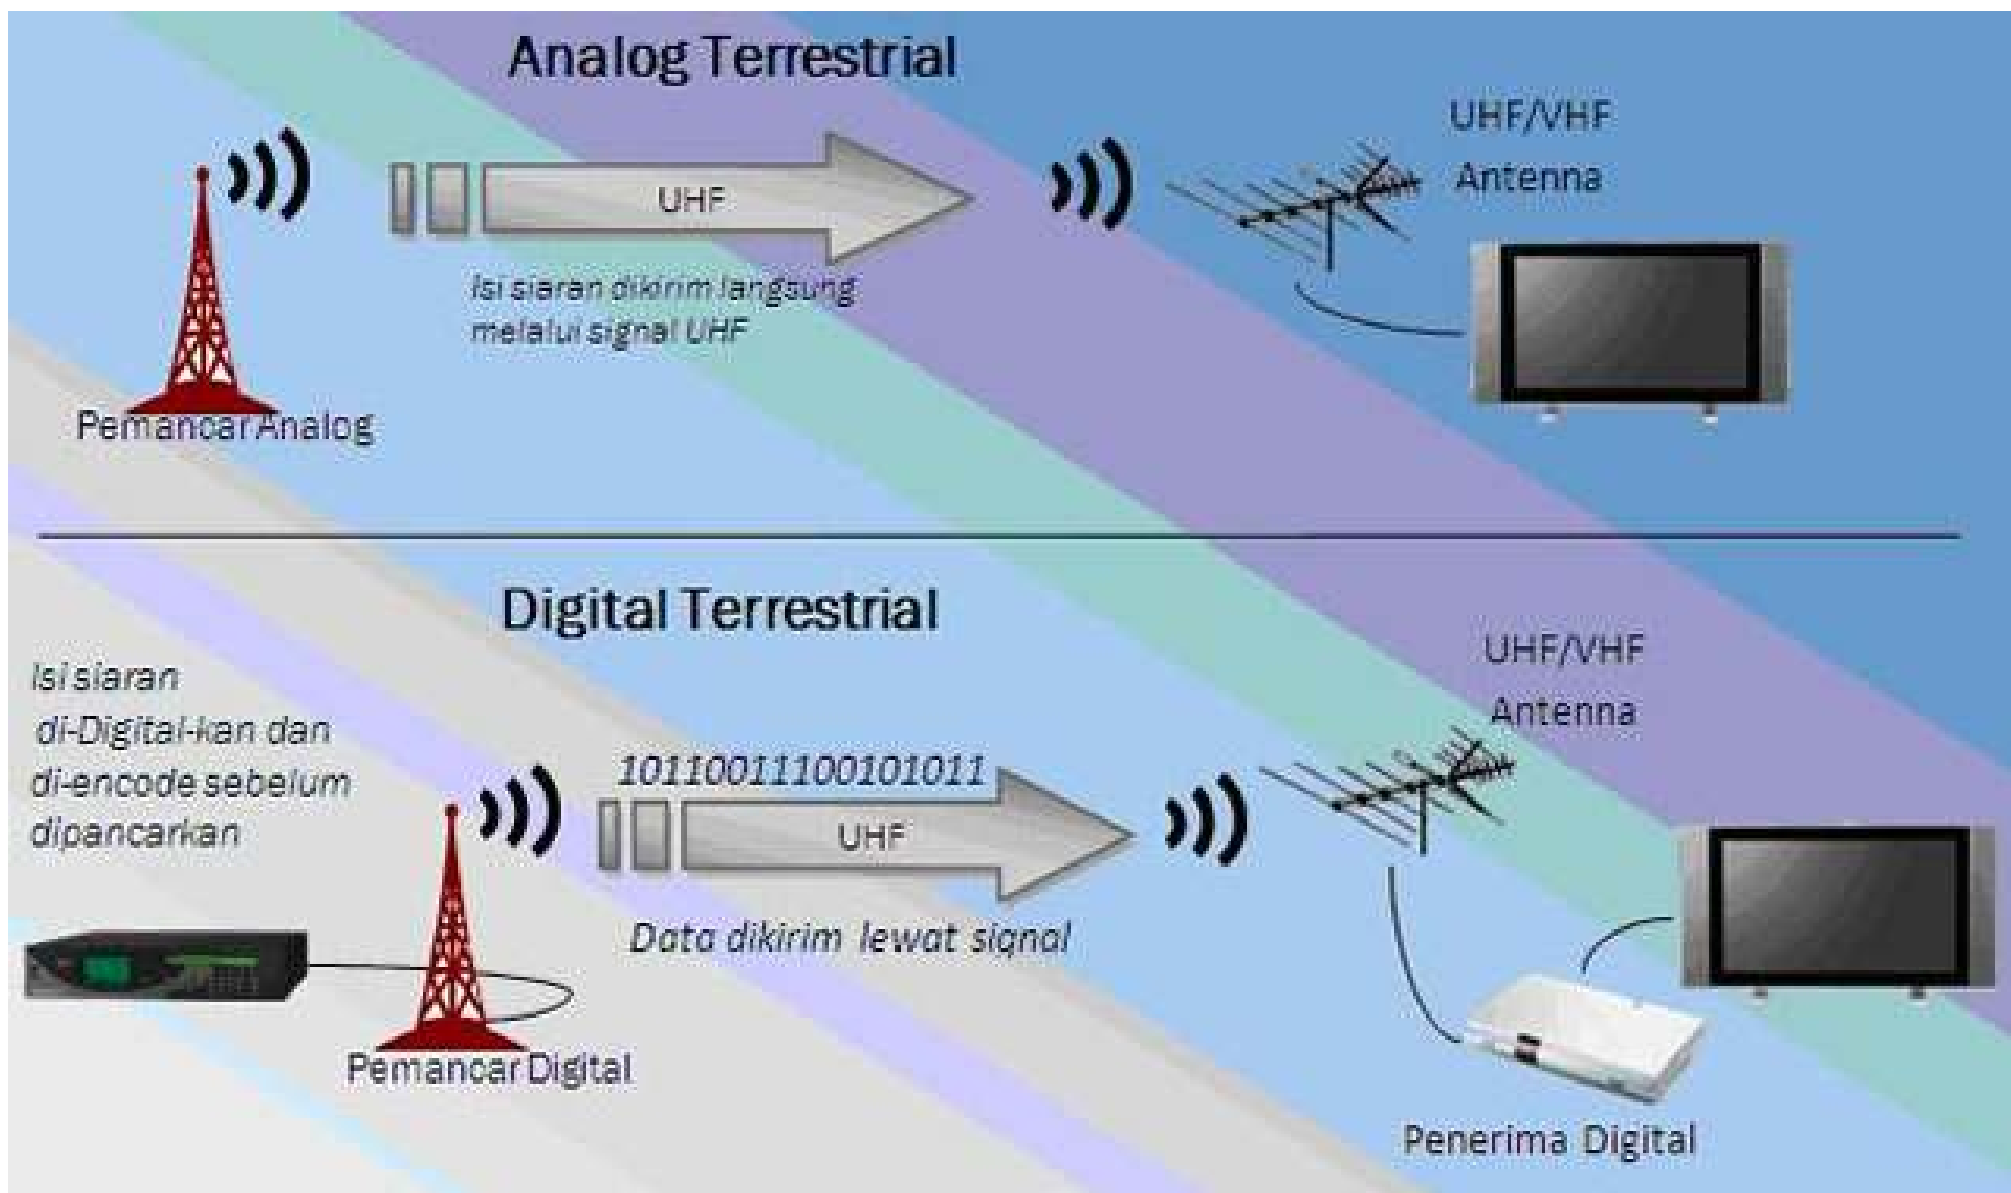 Analog Terrestrial
UHF/VHF
Antenna
UHF
Isi siaran dikirim langsung
melalui signal UHF
Pemancar Analog
Digital Terrestrial
Isi siaran
di-Digital-kan dan
di-encode sebelum
dipancarkan
UHF/VHF
Antenna
10110011100101011
UHF
Data dikirim lewat signal
Pemancar Digital
Penerima Digital